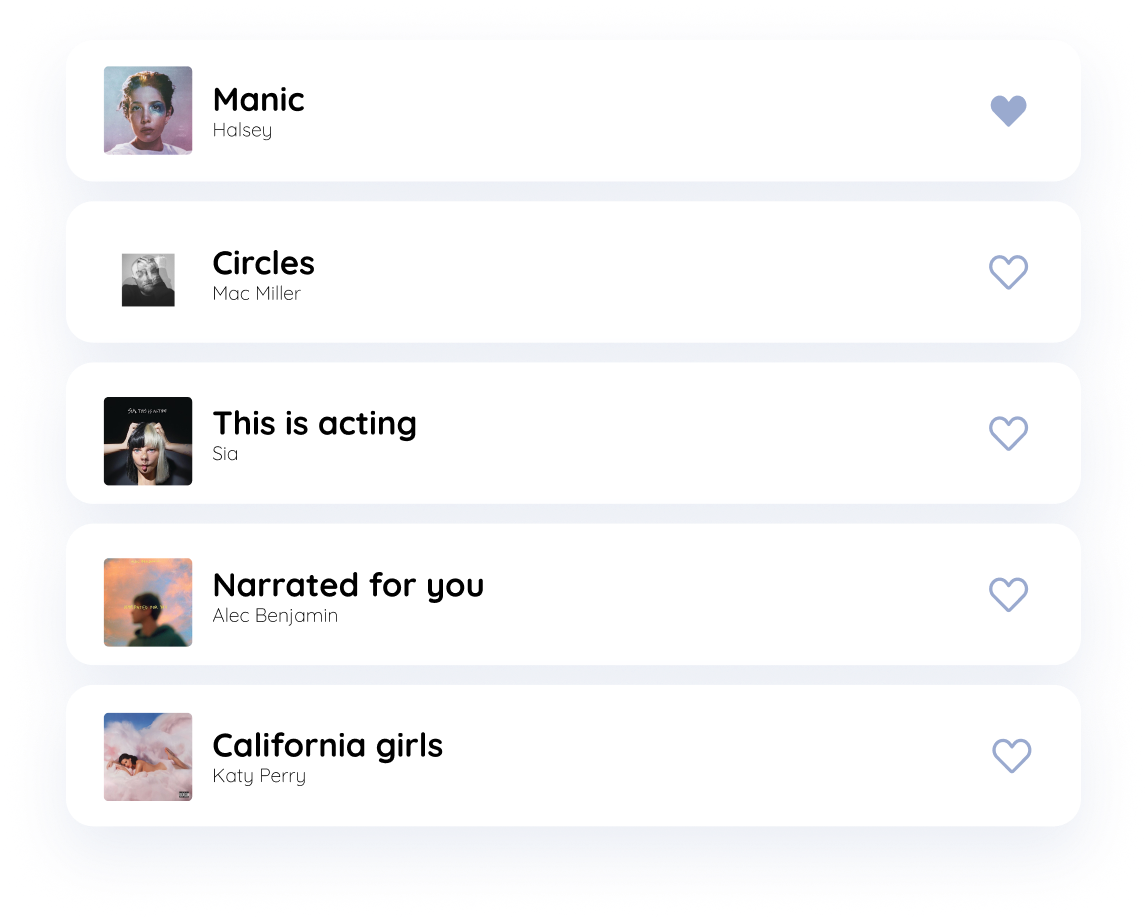 Manic
Halsey
Circles
Mac Miller
This is acting
Sia
Narrated for you
Alec Benjamin
California girls
Katy Perry